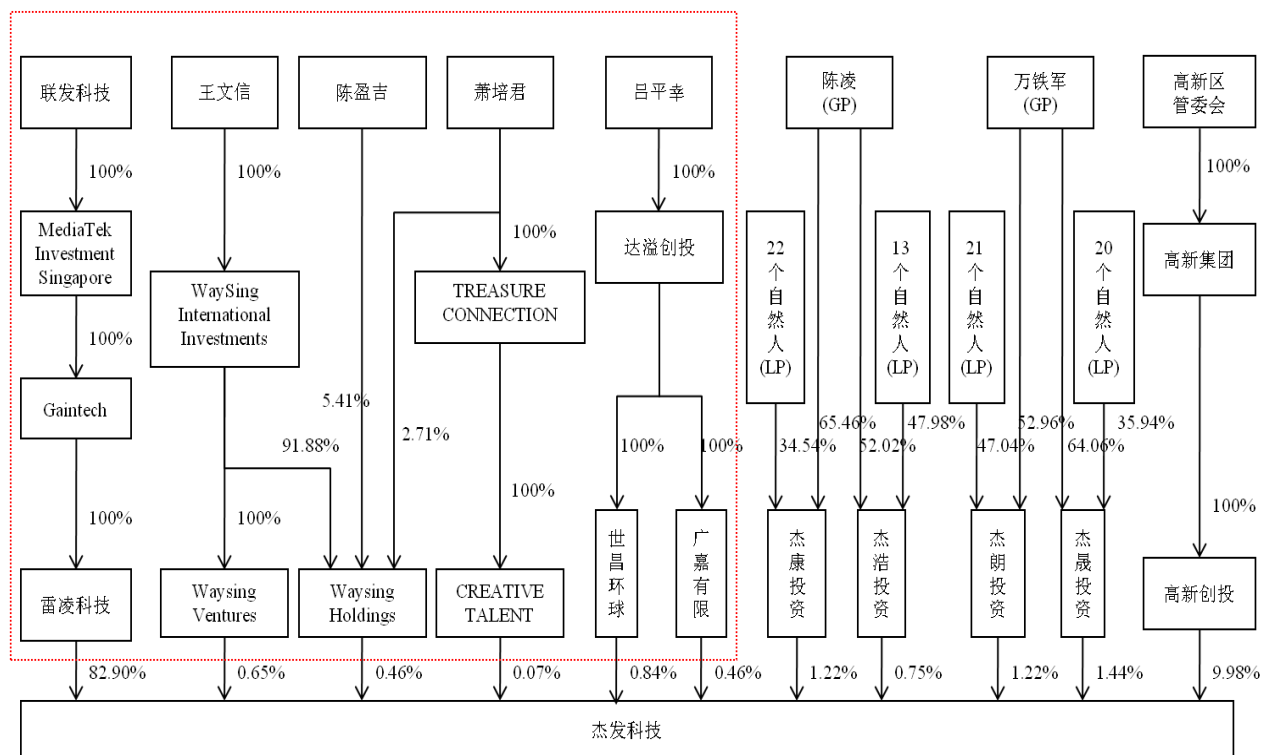 联发科技
王文信
陈盈吉
萧培君
吕平幸
陈凌
(GP)
万铁军
(GP)
高新区
管委会
100%
100%
100%
100%
MediaTek
Investment
Singapore
100%
达溢创投
22
个
自
然
人
(LP)
13
个
自
然
人
(LP)
21
个
自
然
人
(LP)
20
个
自
然
人
(LP)
高新集团
WaySing
International
Investments
TREASURE
CONNECTION
100%
Gaintech
5.41%
2.71%
91.88%
65.46%
47.98%
52.96%
35.94%
34.54%
52.02%
47.04%
64.06%
100%
100%
100%
100%
100%
100%
世
昌
环
球
广
嘉
有
限
杰
康
投
资
杰
浩
投
资
杰
朗
投
资
杰
晟
投
资
雷凌科技
Waysing
Ventures
Waysing
Holdings
CREATIVE
TALENT
高新创投
82.90%
0.65%
0.46%
0.07%
0.84%
0.46%
1.22%
0.75%
1.22%
1.44%
9.98%
杰发科技